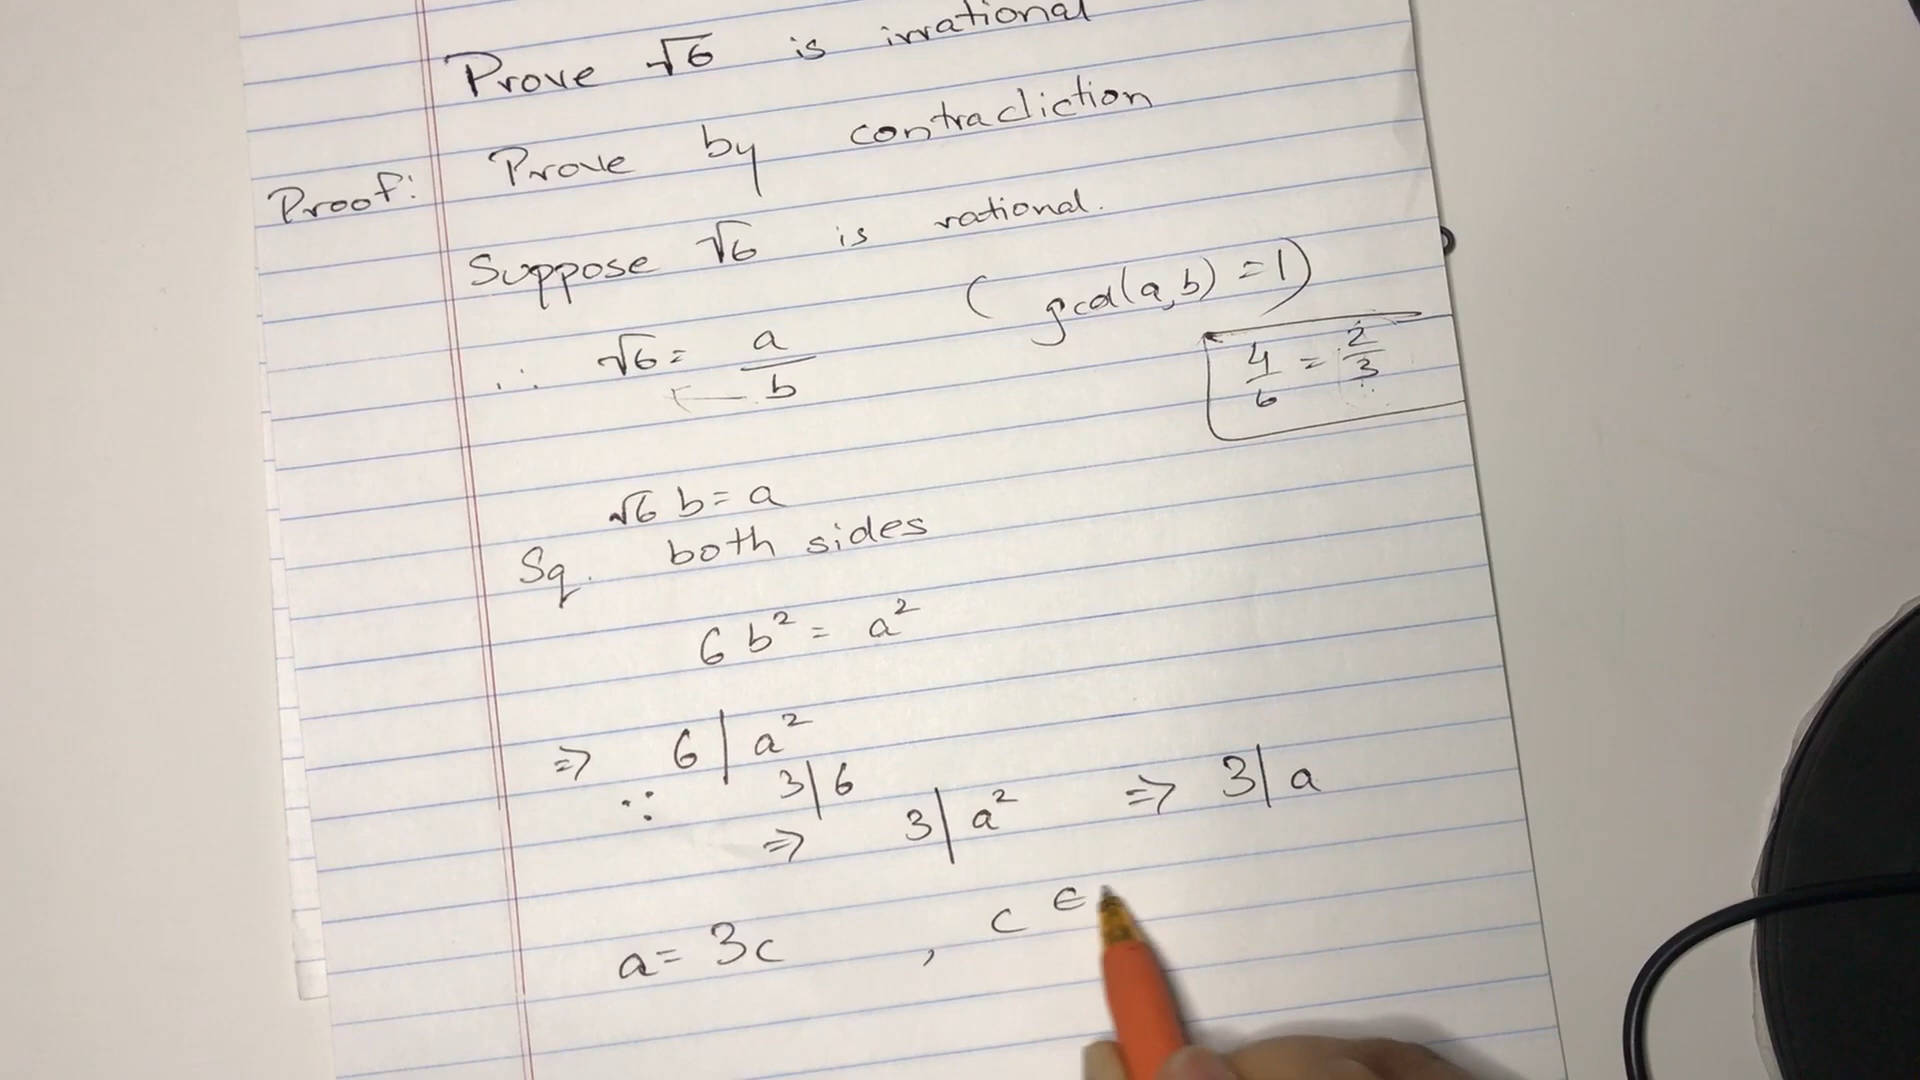 Prove √6 is irrational
Proof: Prove by contradiction
Suppose √6 is rational.
∴ √6 = a/b (gcd(a,b) = 1)
4/6 = 2/3
√6 b = a
Sq. both sides
6 b² = a²
⇒ 6 | a²
∵ 3 | 6
⇒ 3 | a² ⇒ 3 | a
a = 3c , c ∈